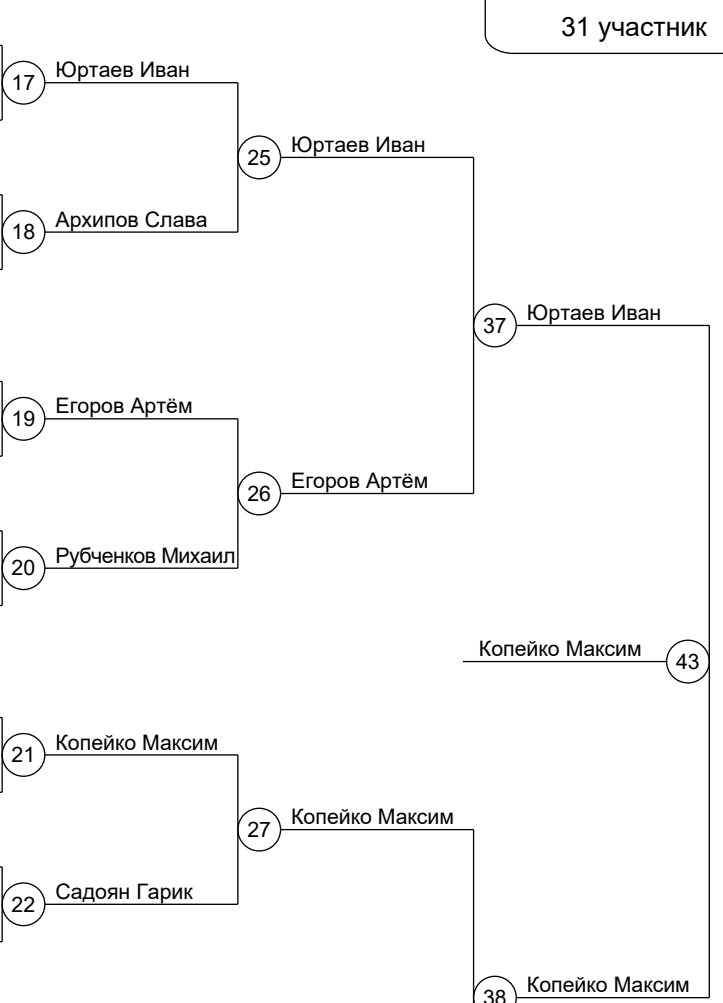 31 участник
17 Юртаев Иван
25 Юртаев Иван
18 Архипов Слава
37 Юртаев Иван
19 Егоров Артём
26 Егоров Артём
20 Рубченков Михаил
Копейко Максим 43
21 Копейко Максим
27 Копейко Максим
22 Садоян Гарик
38 Копейко Максим